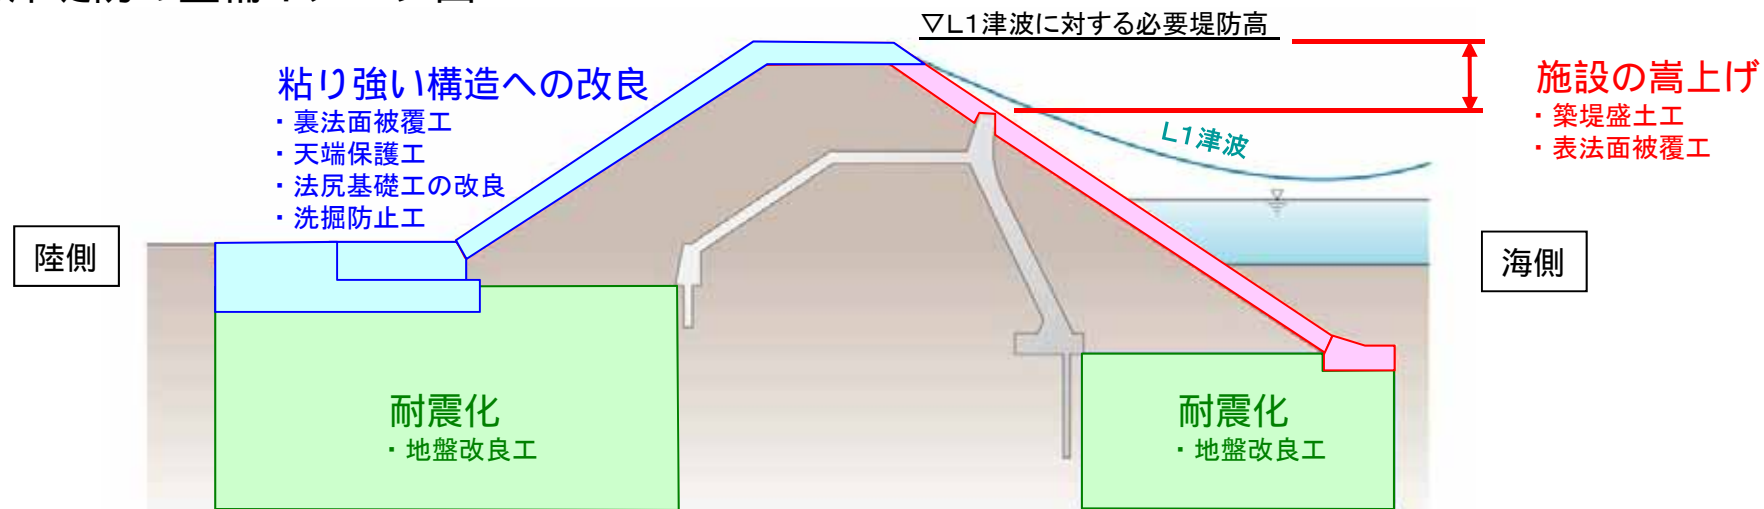 ▽L1津波に対する必要堤防高
粘り強い構造への改良
・裏法面被覆工
・天端保護工
・法尻基礎工の改良
・洗掘防止工
施設の嵩上げ
・築堤盛土工
・表法面被覆工
L1津波
陸側
海側
耐震化
・地盤改良工
耐震化
・地盤改良工